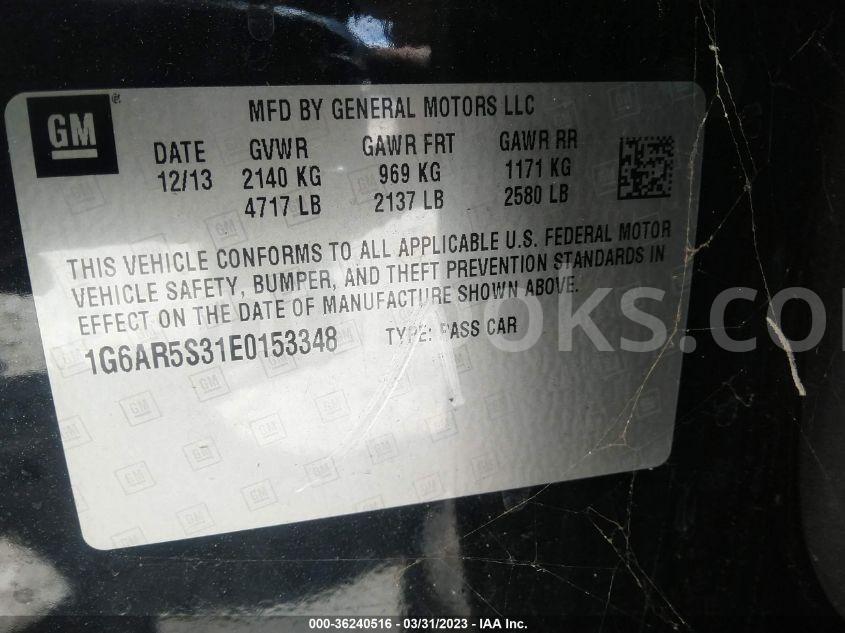 GM
MFD BY GENERAL MOTORS LLC
DATE GVWR GAWR FRT GAWR RR
12/13 2140 KG 969 KG 1171 KG
4717 LB 2137 LB 2580 LB
THIS VEHICLE CONFORMS TO ALL APPLICABLE U.S. FEDERAL MOTOR
VEHICLE SAFETY, BUMPER, AND THEFT PREVENTION STANDARDS IN
EFFECT ON THE DATE OF MANUFACTURE SHOWN ABOVE.
1G6AR5S31E0153348 TYPE: PASS CAR
OKS.CO
000-36240516 - 03/31/2023 - IAA Inc.